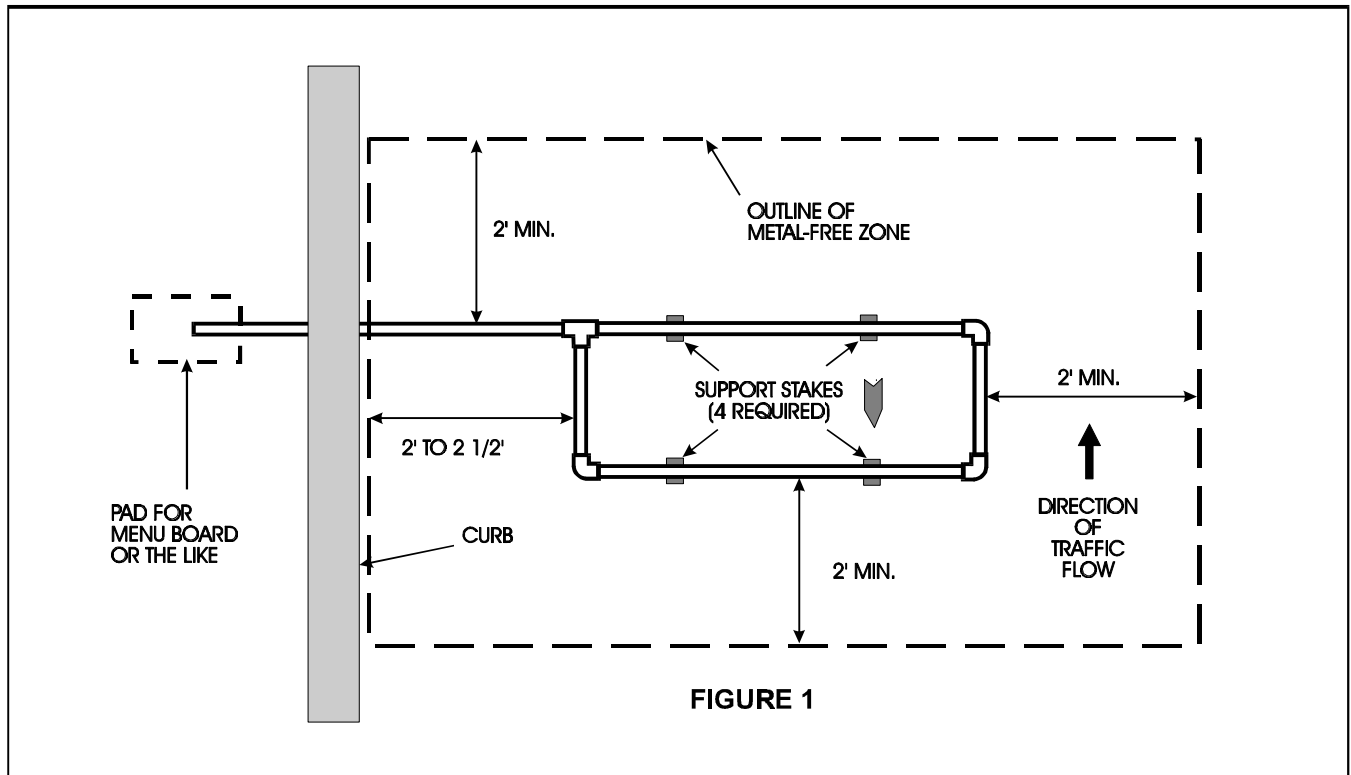 2' MIN.
OUTLINE OF
METAL-FREE ZONE
SUPPORT STAKES
(4 REQUIRED)
2' MIN.
2' TO 2 1/2'
PAD FOR
MENU BOARD
OR THE LIKE
CURB
DIRECTION
OF
TRAFFIC
FLOW
2' MIN.
FIGURE 1